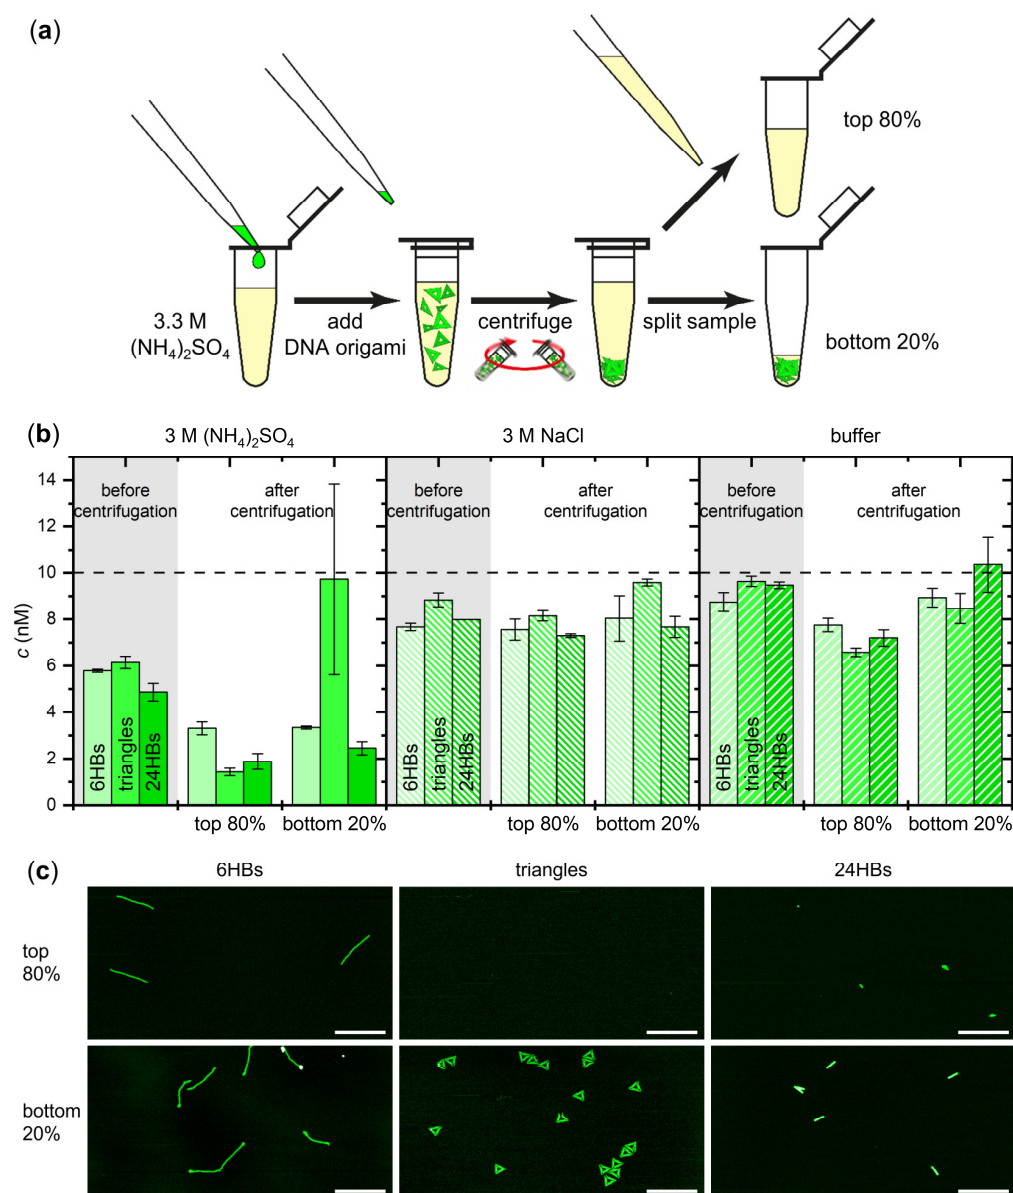 (a)
top 80%
3.3 M
(NH4)2SO4
add
DNA origami
centrifuge
split sample
bottom 20%
(b)
3 M (NH4)2SO4
3 M NaCl
buffer
c (nM)
14
12
10
8
6
4
2
0
before
centrifugation
after
centrifugation
before
centrifugation
after
centrifugation
before
centrifugation
after
centrifugation
6HBs
triangles
24HBs
6HBs
triangles
24HBs
6HBs
triangles
24HBs
top 80% bottom 20%
top 80% bottom 20%
top 80% bottom 20%
(c)
6HBs
triangles
24HBs
top
80%
bottom
20%